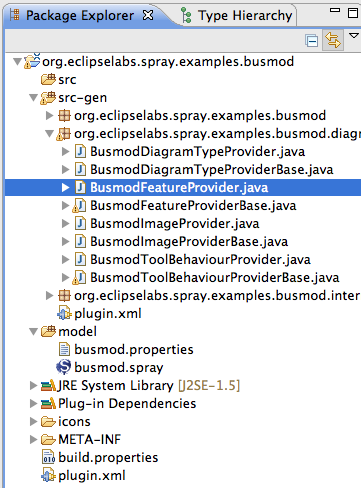 Package Explorer Type Hierarchy
org.eclipselabs.spray.examples.busmod
src
src-gen
org.eclipselabs.spray.examples.busmod
org.eclipselabs.spray.examples.busmod.diagr
BusmodDiagramTypeProvider.java
BusmodDiagramTypeProviderBase.java
BusmodFeatureProvider.java
BusmodFeatureProviderBase.java
BusmodImageProvider.java
BusmodImageProviderBase.java
BusmodToolBehaviourProvider.java
BusmodToolBehaviourProviderBase.java
org.eclipselabs.spray.examples.busmod.inter
plugin.xml
model
busmod.properties
busmod.spray
JRE System Library [J2SE-1.5]
Plug-in Dependencies
icons
META-INF
build.properties
plugin.xml